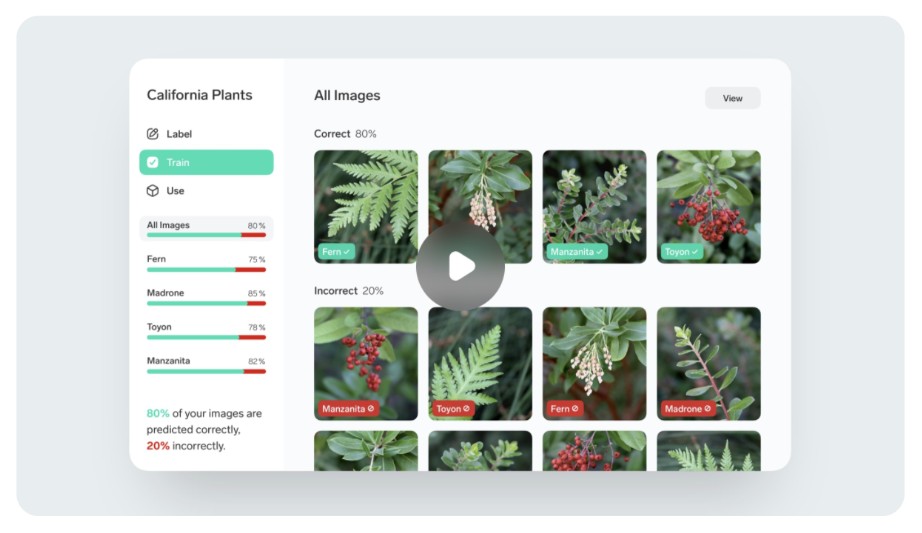 California Plants
Label
Train
Use
All Images 80%
Fern 75%
Madrone 85%
Toyon 78%
Manzanita 82%
80% of your images are
predicted correctly,
20% incorrectly.
All Images
View
Correct 80%
Fern
Manzanita
Toyon
Incorrect 20%
Manzanita
Toyon
Fern
Madrone